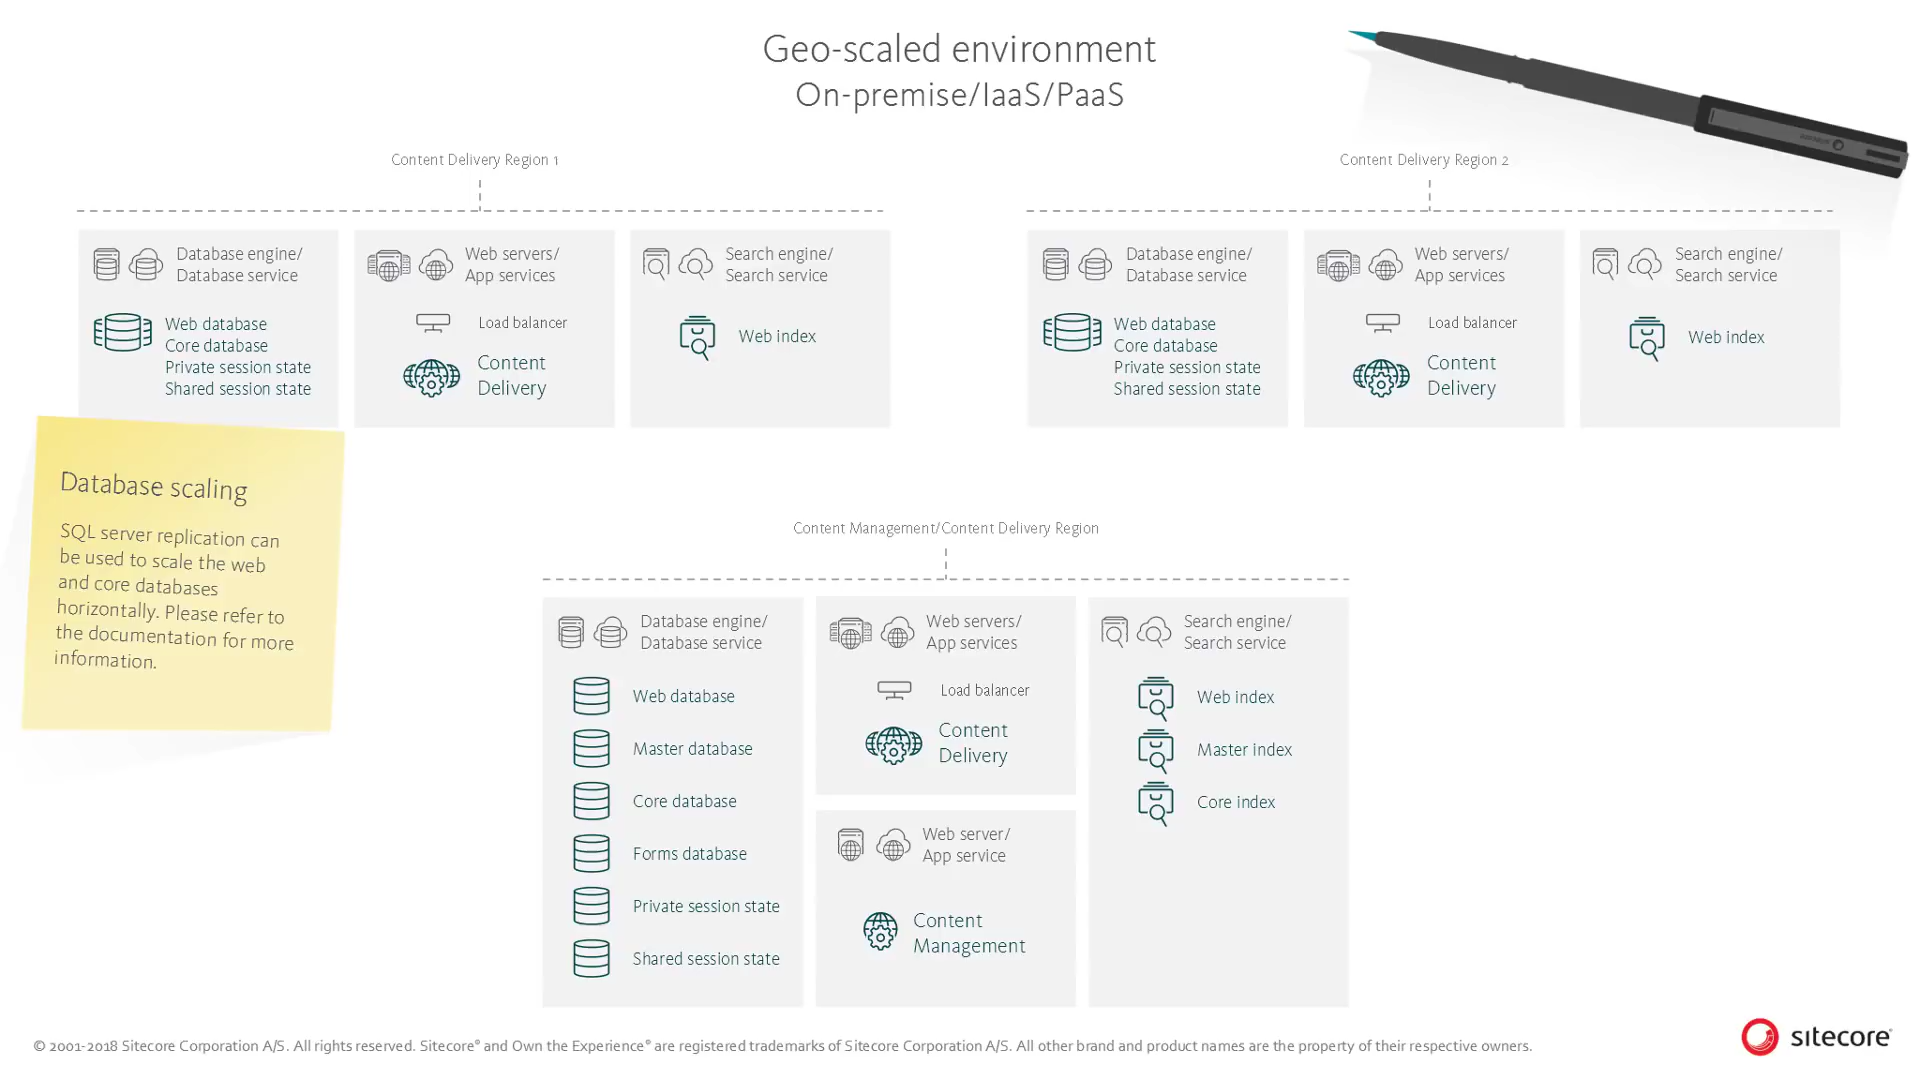 Geo-scaled environment
On-premise/IaaS/PaaS
Content Delivery Region 1
Database engine/
Database service
Web database
Core database
Private session state
Shared session state
Web servers/
App services
Load balancer
Content
Delivery
Search engine/
Search service
Web index
Content Delivery Region 2
Database engine/
Database service
Web database
Core database
Private session state
Shared session state
Web servers/
App services
Load balancer
Content
Delivery
Search engine/
Search service
Web index
Database scaling
SQL server replication can
be used to scale the web
and core databases
horizontally. Please refer to
the documentation for more
information.
Content Management/Content Delivery Region
Database engine/
Database service
Web database
Master database
Core database
Forms database
Private session state
Shared session state
Web servers/
App services
Load balancer
Content
Delivery
Web server/
App service
Content
Management
Search engine/
Search service
Web index
Master index
Core index
© 2001-2018 Sitecore Corporation A/S. All rights reserved. Sitecore® and Own the Experience® are registered trademarks of Sitecore Corporation A/S. All other brand and product names are the property of their respective owners.
sitecore